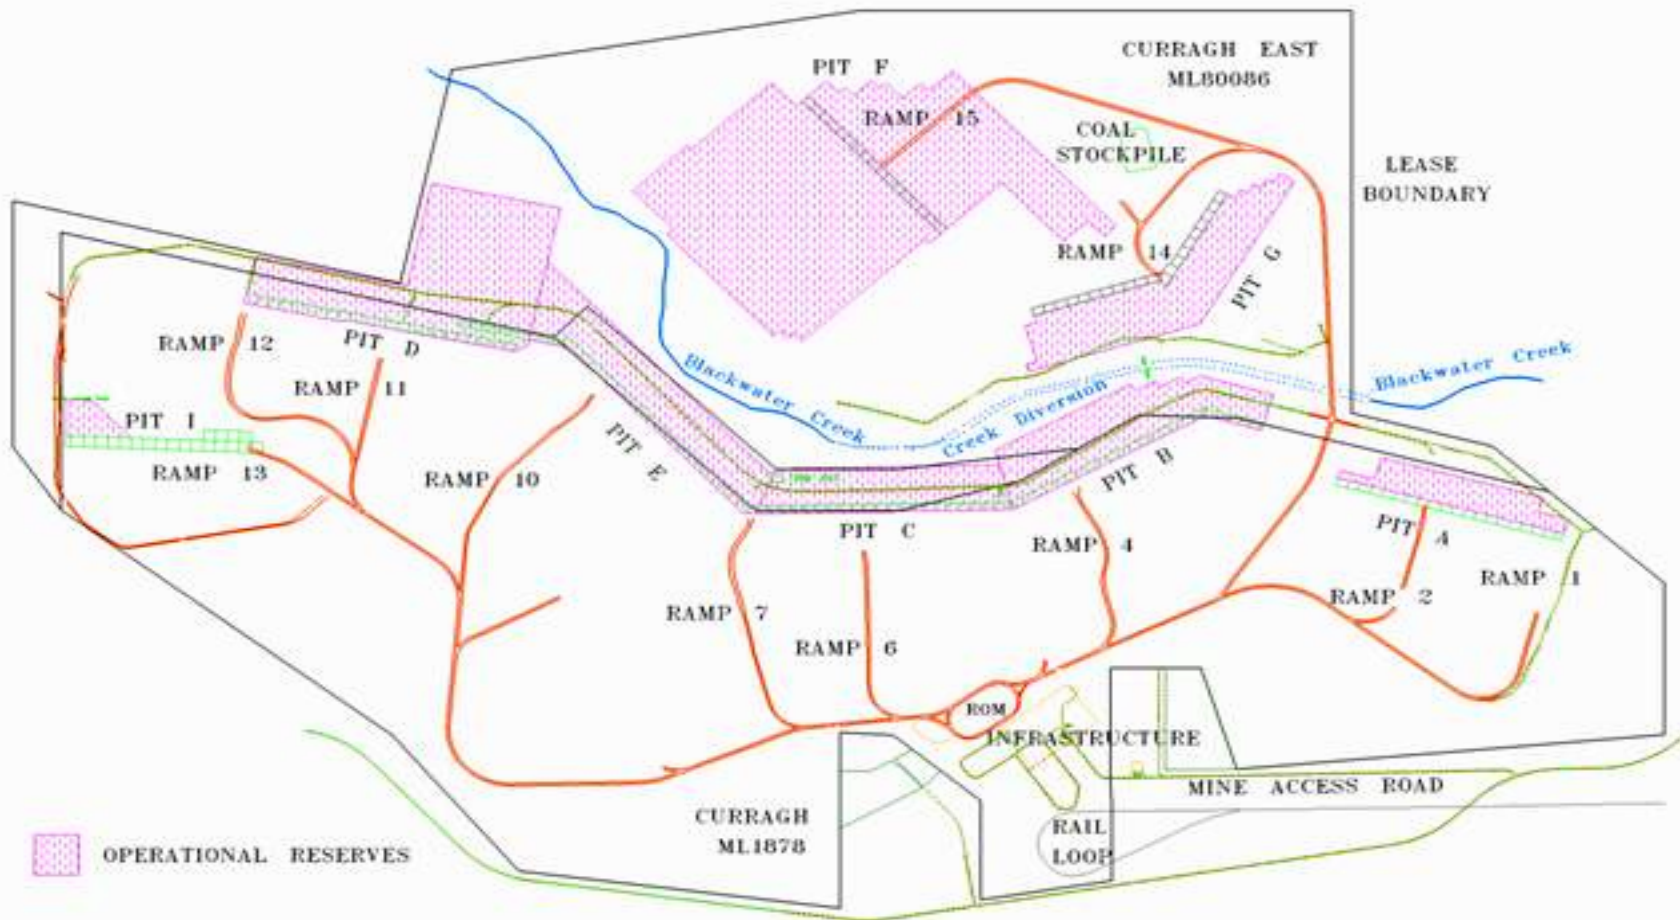 CURRAGH EAST
ML80086
PIT F
RAMP 15
COAL
STOCKPILE
LEASE
BOUNDARY
RAMP 14
PIT G
RAMP 12
PIT D
RAMP 11
Blackwater Creek
Creek Diversion
Blackwater Creek
PIT I
RAMP 13
RAMP 10
PIT E
PIT B
PIT C
RAMP 4
PIT A
RAMP 1
RAMP 2
RAMP 7
RAMP 6
ROM
INFRASTRUCTURE
MINE ACCESS ROAD
CURRAGH
ML1878
RAIL
LOOP
OPERATIONAL RESERVES